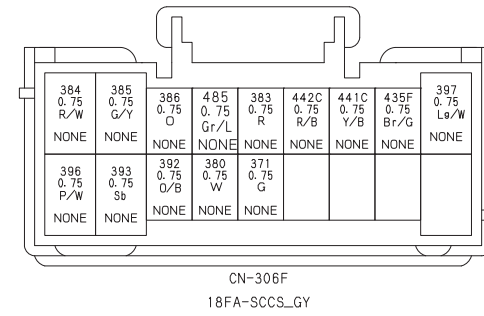 384 385 386 485 383 442C 441C 435F 397
0.75 0.75 0.75 0.75 0.75 0.75 0.75 0.75 0.75
R/W G/Y O Gr/L R R/B Y/B Br/G Lg/W
NONE NONE NONE NONE NONE NONE NONE NONE NONE
396 393 392 380 371
0.75 0.75 0.75 0.75 0.75
P/W Sb O/B W G
NONE NONE NONE NONE NONE
CN-306F
18FA-SCCS_GY